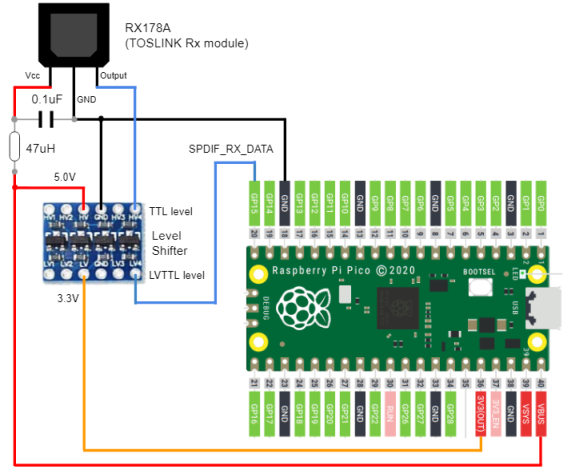 RX178A
(TOSLINK Rx module)
Vcc
Output
0.1uF
GND
47uH
SPDIF_RX_DATA
5.0V
HV1
HV2
HV
GND
HV3
HV4
TTL level
Level
Shifter
LV1
LV2
LV
GND
LV3
LV4
LVTTL level
3.3V
GP15
GP14
GND
GP13
GP12
GP11
GP10
GND
GP9
GP8
GP7
GP6
GND
GP5
GP4
GP3
GP2
GND
GP1
GP0
20
19
18
17
16
15
14
13
12
11
10
9
8
7
6
5
4
3
2
1
2
1
Raspberry Pi Pico ©2020
BOOTSEL
LED
USB
DEBUG
39
21
22
23
24
25
26
27
28
29
30
31
32
33
34
35
36
37
38
39
40
GP16
GP17
GND
GP18
GP19
GP20
GP21
GND
GP22
RUN
GP26
GP27
GND
GP28
3V3(OUT)
3V3_EN
GND
VSYS
VBUS